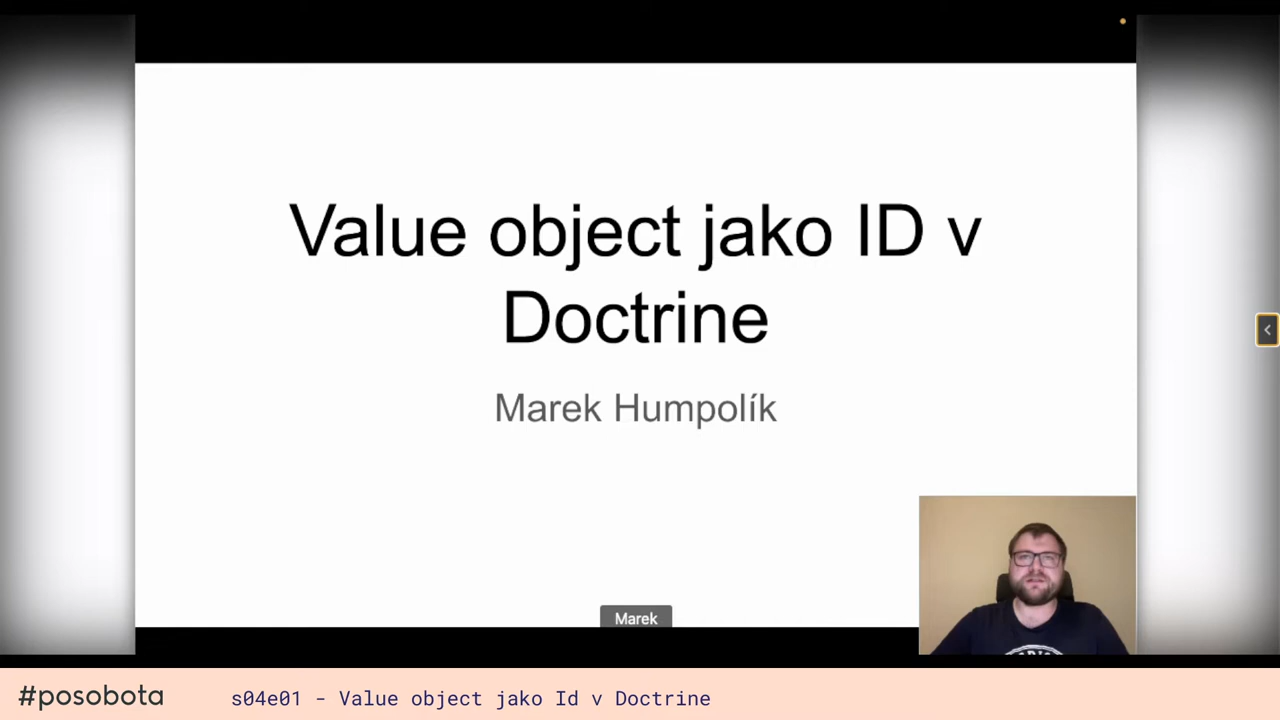 Value object jako ID v
Doctrine
Marek Humpolík
Marek
#posobota
s04e01 - Value object jako Id v Doctrine